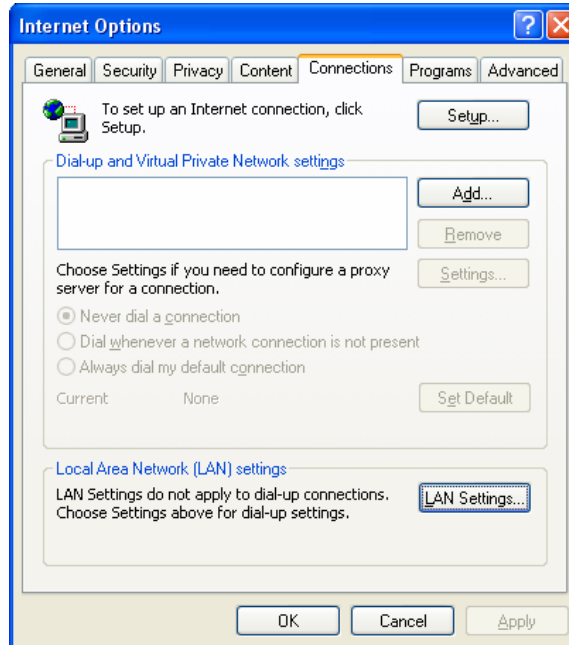 Internet Options
General Security Privacy Content Connections Programs Advanced
To set up an Internet connection, click
Setup.
Setup...
Dial-up and Virtual Private Network settings
Add...
Remove
Choose Settings if you need to configure a proxy
server for a connection.
Settings...
Never dial a connection
Dial whenever a network connection is not present
Always dial my default connection
Current None
Set Default
Local Area Network (LAN) settings
LAN Settings do not apply to dial-up connections.
Choose Settings above for dial-up settings.
LAN Settings...
OK Cancel Apply